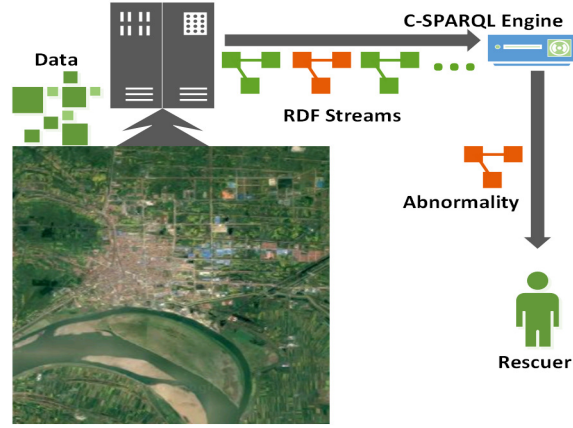 C-SPARQL Engine
Data
RDF Streams
Abnormality
Rescuer